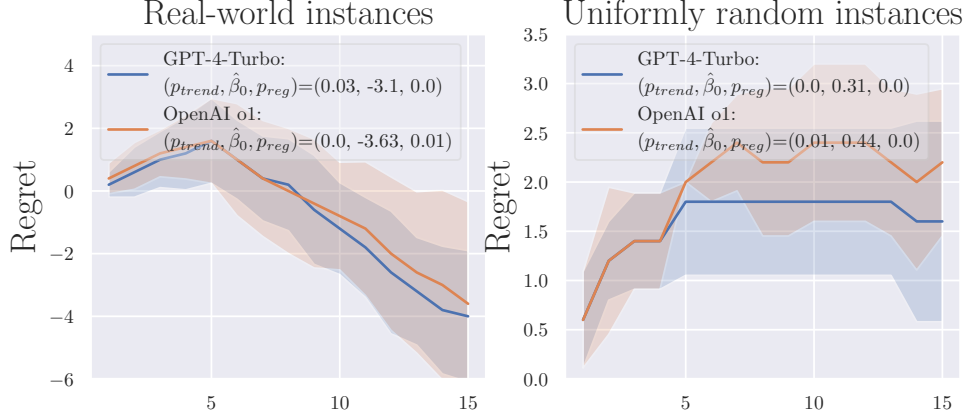 Real-world instances
Uniformly random instances
Regret
4
2
0
−2
−4
−6
5
10
15
GPT-4-Turbo:
(p_trend, β̂_0, p_reg)=(0.03, -3.1, 0.0)
OpenAI o1:
(p_trend, β̂_0, p_reg)=(0.0, -3.63, 0.01)
Regret
3.5
3.0
2.5
2.0
1.5
1.0
0.5
0.0
5
10
15
GPT-4-Turbo:
(p_trend, β̂_0, p_reg)=(0.0, 0.31, 0.0)
OpenAI o1:
(p_trend, β̂_0, p_reg)=(0.01, 0.44, 0.0)